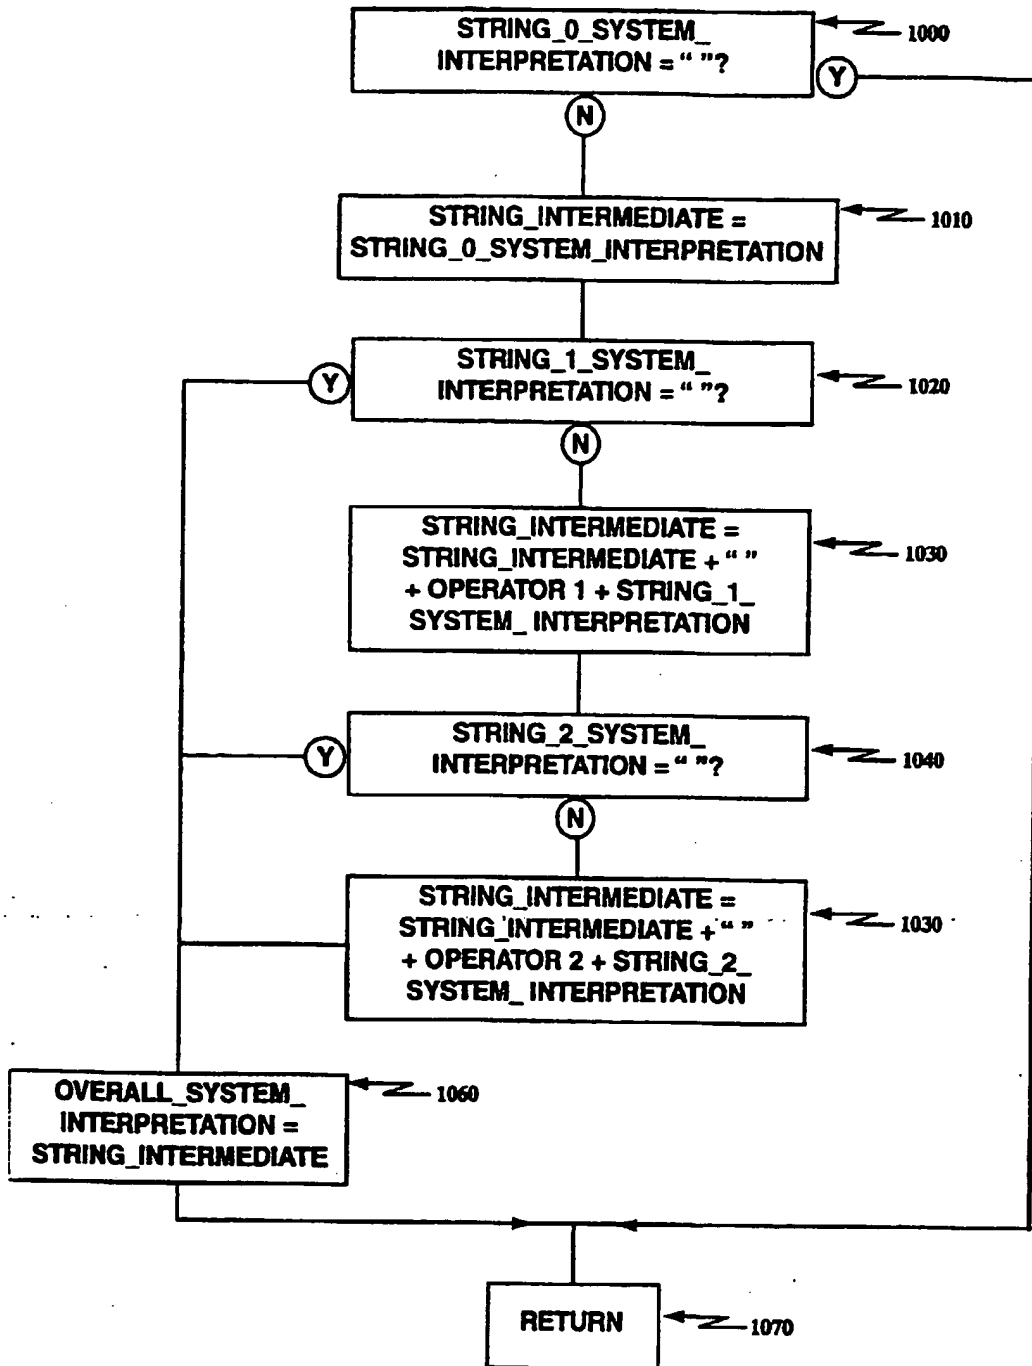 STRING_0_SYSTEM_
INTERPRETATION = “ ”?
1000
Y
N
STRING_INTERMEDIATE =
STRING_0_SYSTEM_INTERPRETATION
1010
STRING_1_SYSTEM_
INTERPRETATION = “ ”?
1020
Y
N
STRING_INTERMEDIATE =
STRING_INTERMEDIATE + “ ”
+ OPERATOR 1 + STRING_1_
SYSTEM_ INTERPRETATION
1030
STRING_2_SYSTEM_
INTERPRETATION = “ ”?
1040
Y
N
STRING_INTERMEDIATE =
STRING_INTERMEDIATE + “ ”
+ OPERATOR 2 + STRING_2_
SYSTEM_ INTERPRETATION
1030
OVERALL_SYSTEM_
INTERPRETATION =
STRING_INTERMEDIATE
1060
RETURN
1070